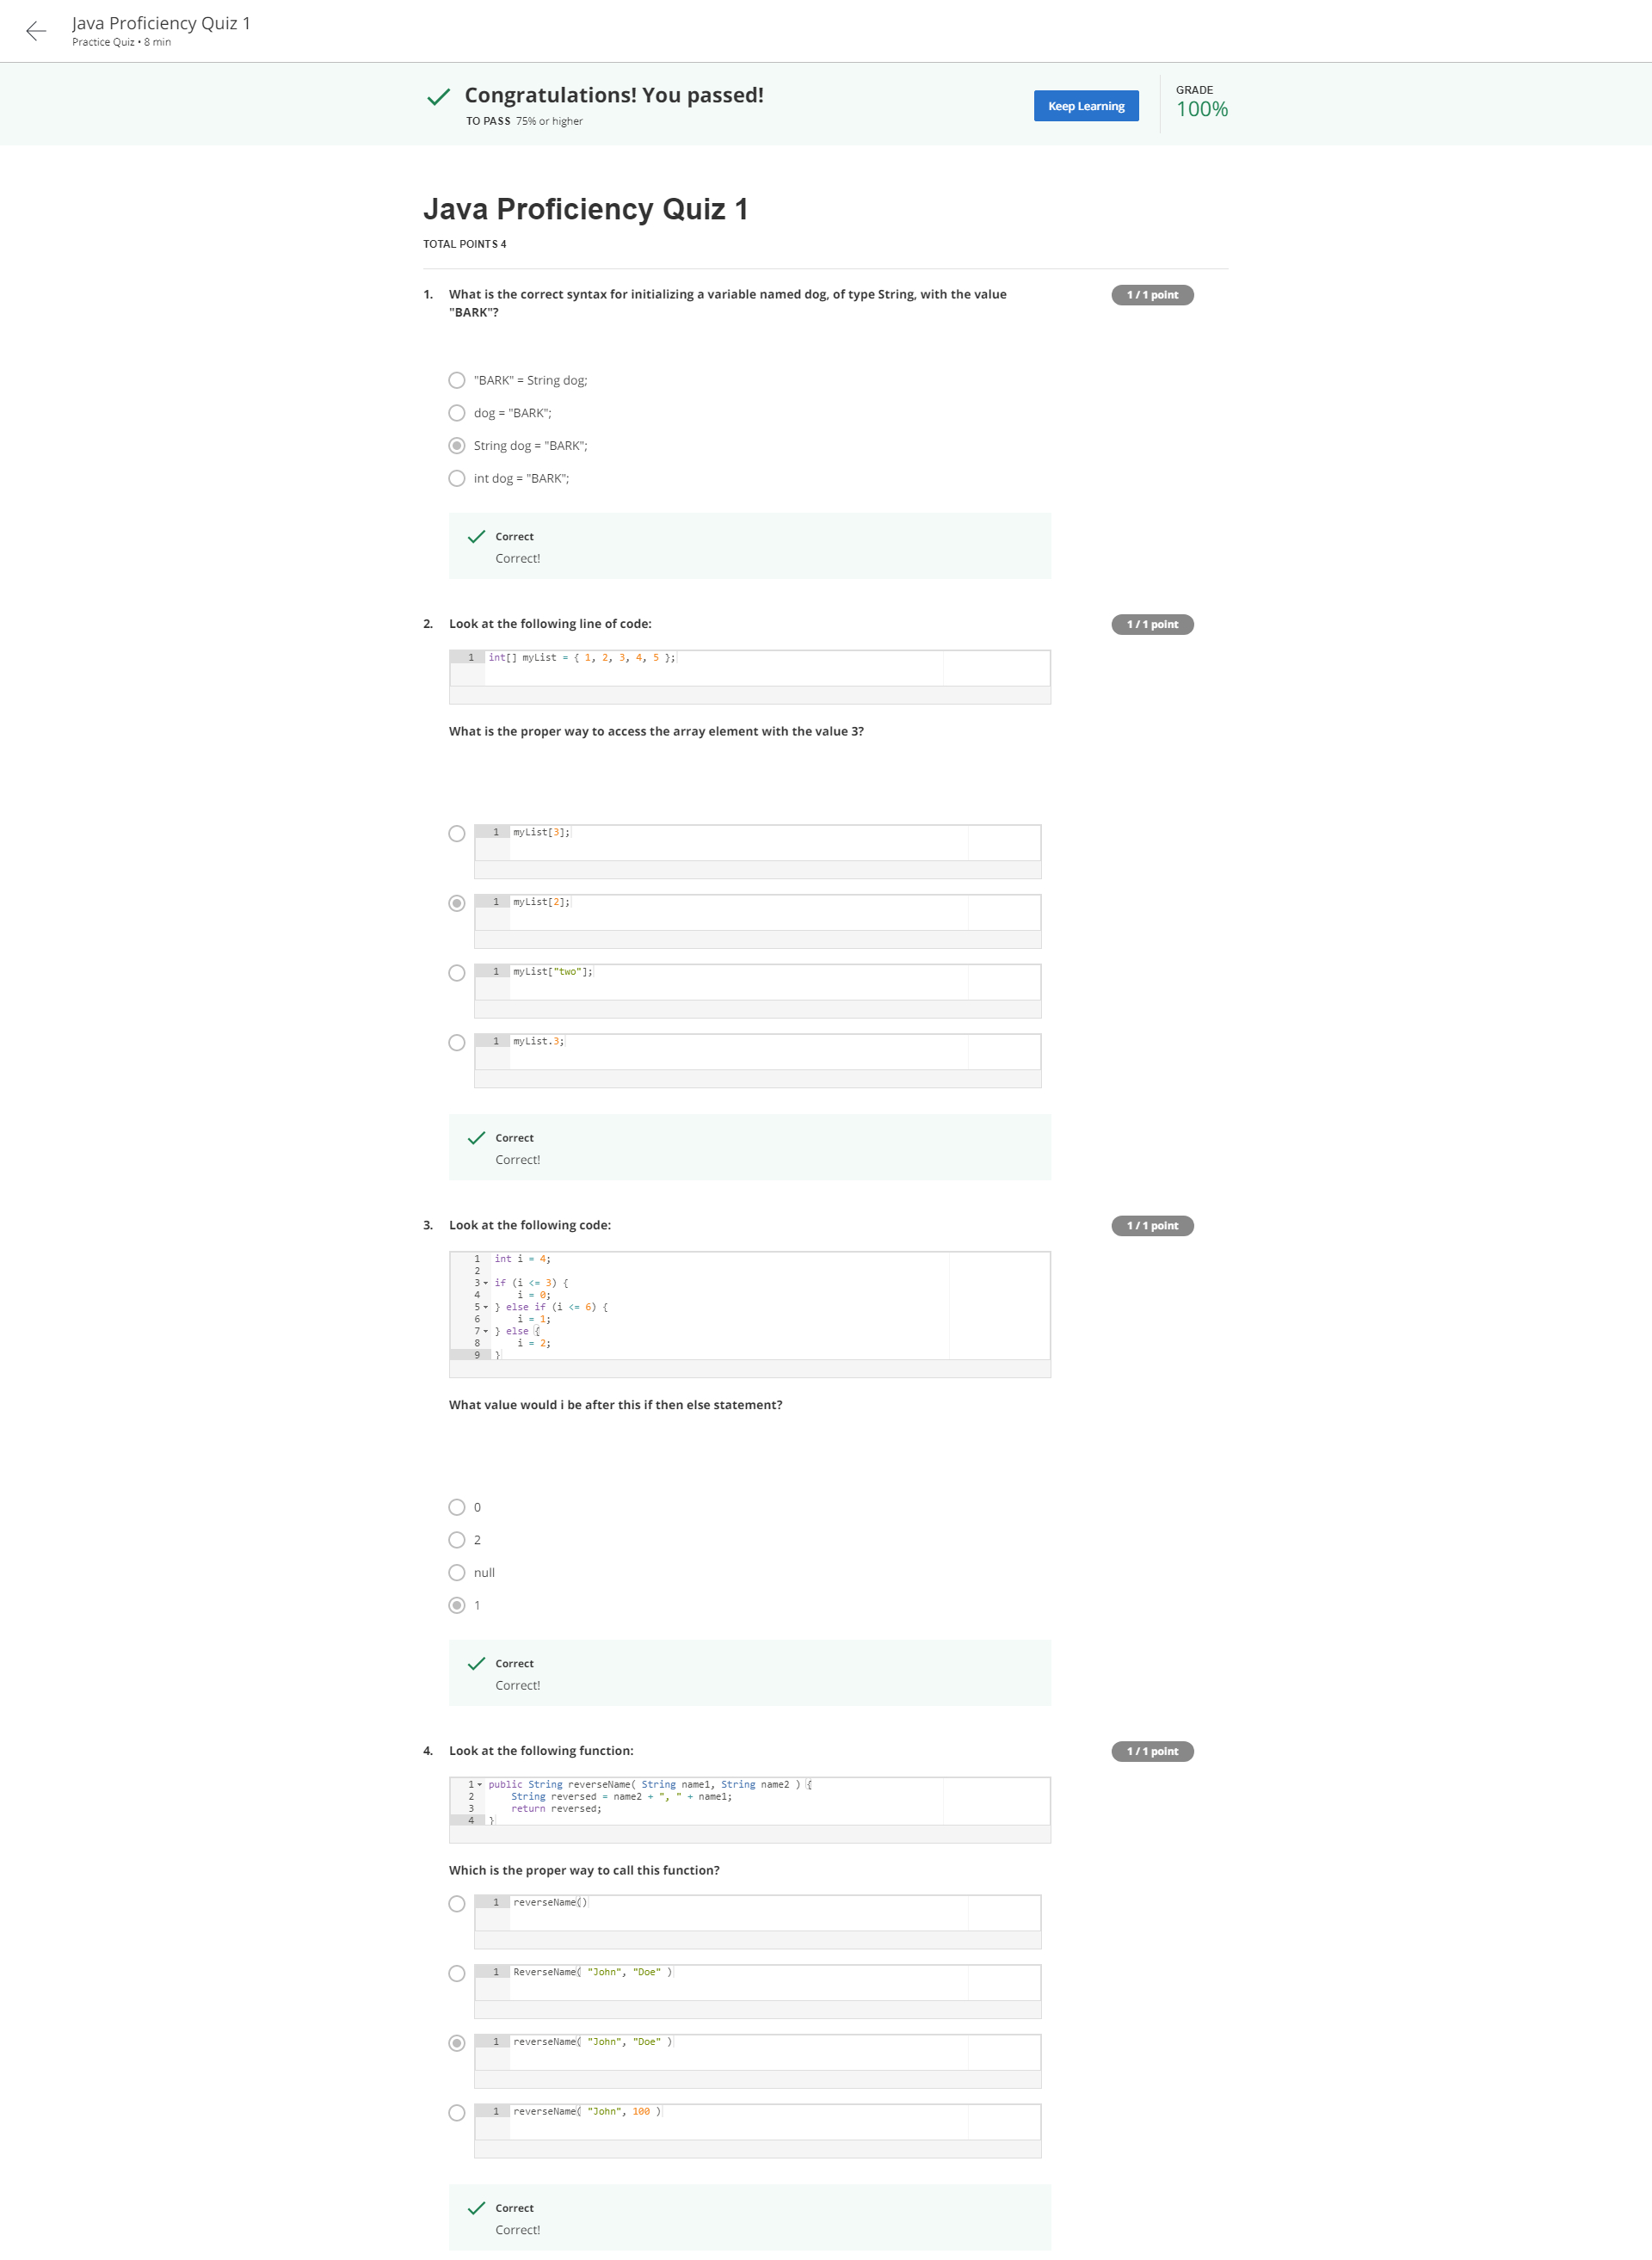 Java Proficiency Quiz 1
Practice Quiz • 8 min
Congratulations! You passed!
TO PASS 75% or higher
Keep Learning
GRADE
100%
Java Proficiency Quiz 1
TOTAL POINTS 4
1. What is the correct syntax for initializing a variable named dog, of type String, with the value
"BARK"?
1 / 1 point
"BARK" = String dog;
dog = "BARK";
String dog = "BARK";
int dog = "BARK";
Correct
Correct!
2. Look at the following line of code:
1 / 1 point
1 int[] myList = { 1, 2, 3, 4, 5 };
What is the proper way to access the array element with the value 3?
1 myList[3];
1 myList[2];
1 myList["two"];
1 myList.3;
Correct
Correct!
3. Look at the following code:
1 / 1 point
1 int i = 4;
2
3 if (i <= 3) {
4 i = 0;
5 } else if (i <= 6) {
6 i = 1;
7 } else {
8 i = 2;
9 }
What value would i be after this if then else statement?
0
2
null
1
Correct
Correct!
4. Look at the following function:
1 / 1 point
1 public String reverseName( String name1, String name2 ) {
2 String reversed = name2 + ", " + name1;
3 return reversed;
4 }
Which is the proper way to call this function?
1 reverseName()
1 ReverseName( "John", "Doe" )
1 reverseName( "John", "Doe" )
1 reverseName( "John", 100 )
Correct
Correct!